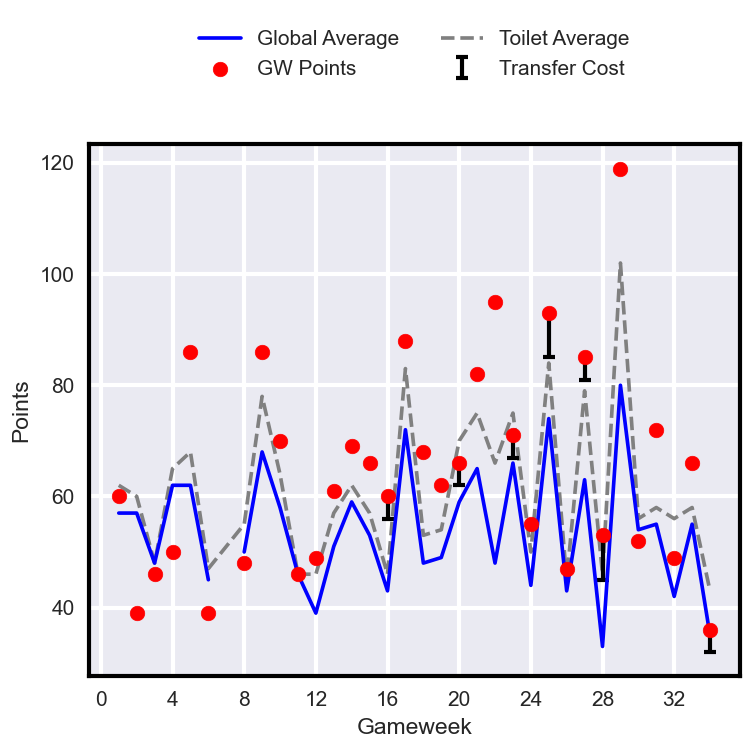 Global Average Toilet Average
GW Points Transfer Cost
120
100
80
60
40
Points
0 4 8 12 16 20 24 28 32
Gameweek